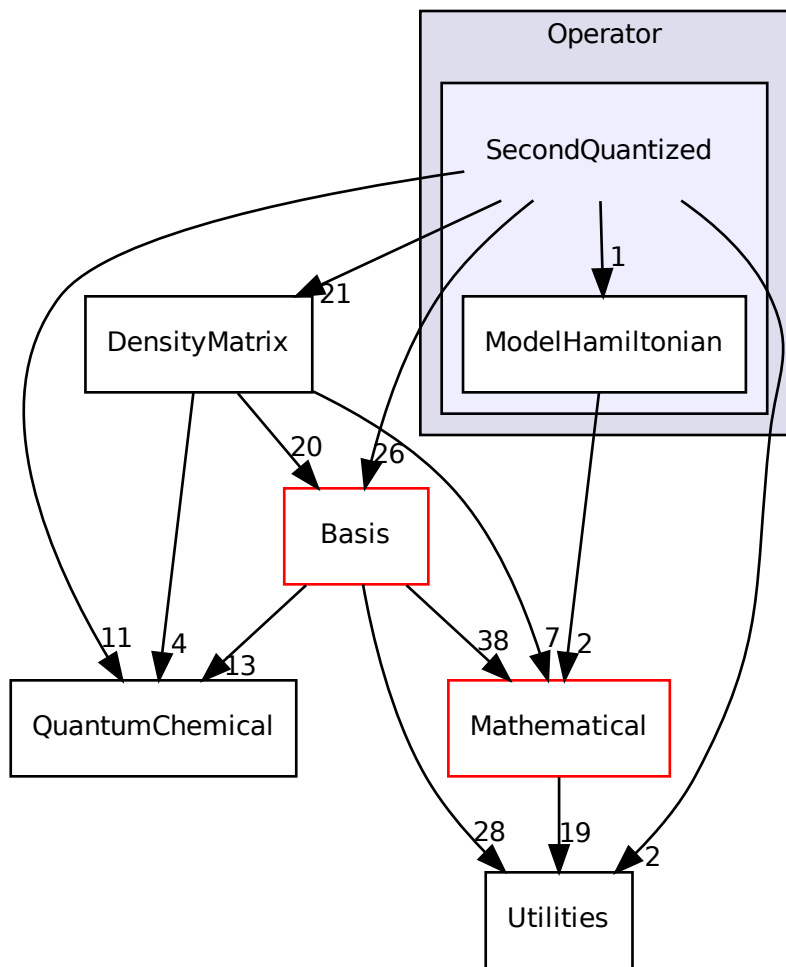 Operator
SecondQuantized
1
21
DensityMatrix
ModelHamiltonian
20
26
Basis
11
4
13
38
7
2
QuantumChemical
Mathematical
28
19
2
Utilities